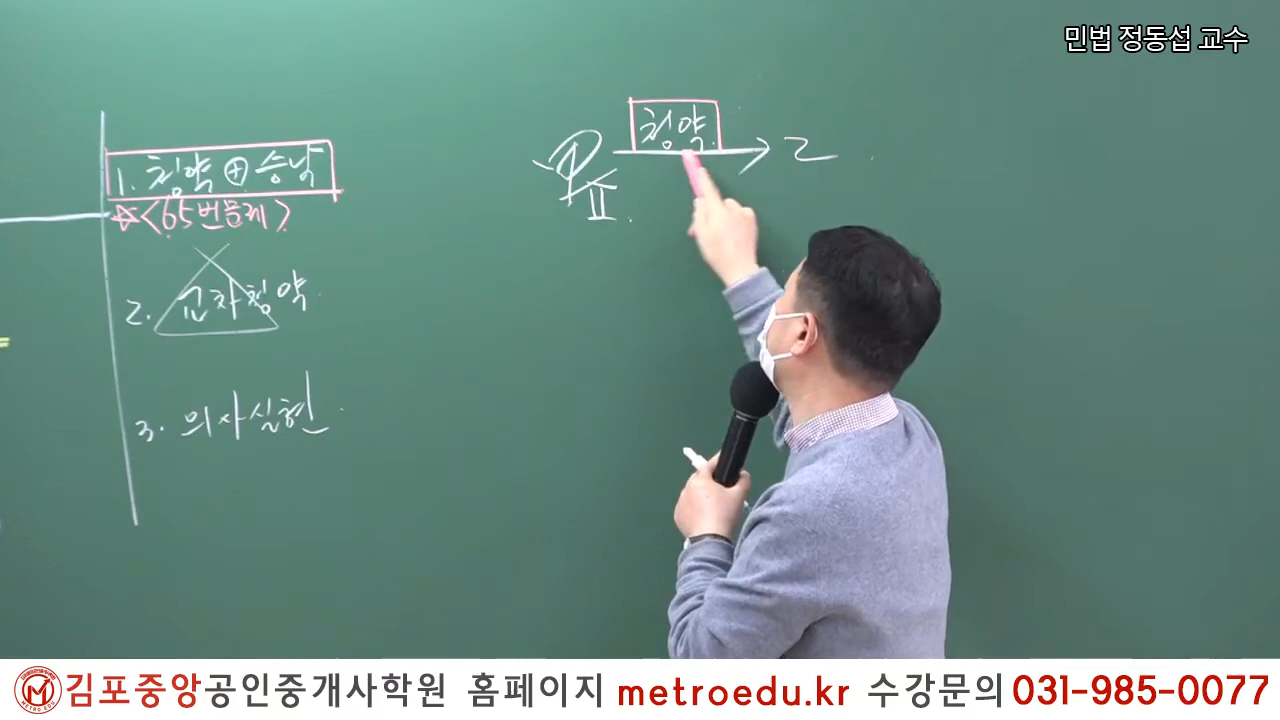 민법 정동섭 교수
1. 청약 ⊕ 승낙
☆<65번문제>
2. 교차청약
3. 의사실현
청약
甲 → 乙
김포중앙공인중개사학원 홈페이지 metroedu.kr 수강문의 031-985-0077
METRO EDU